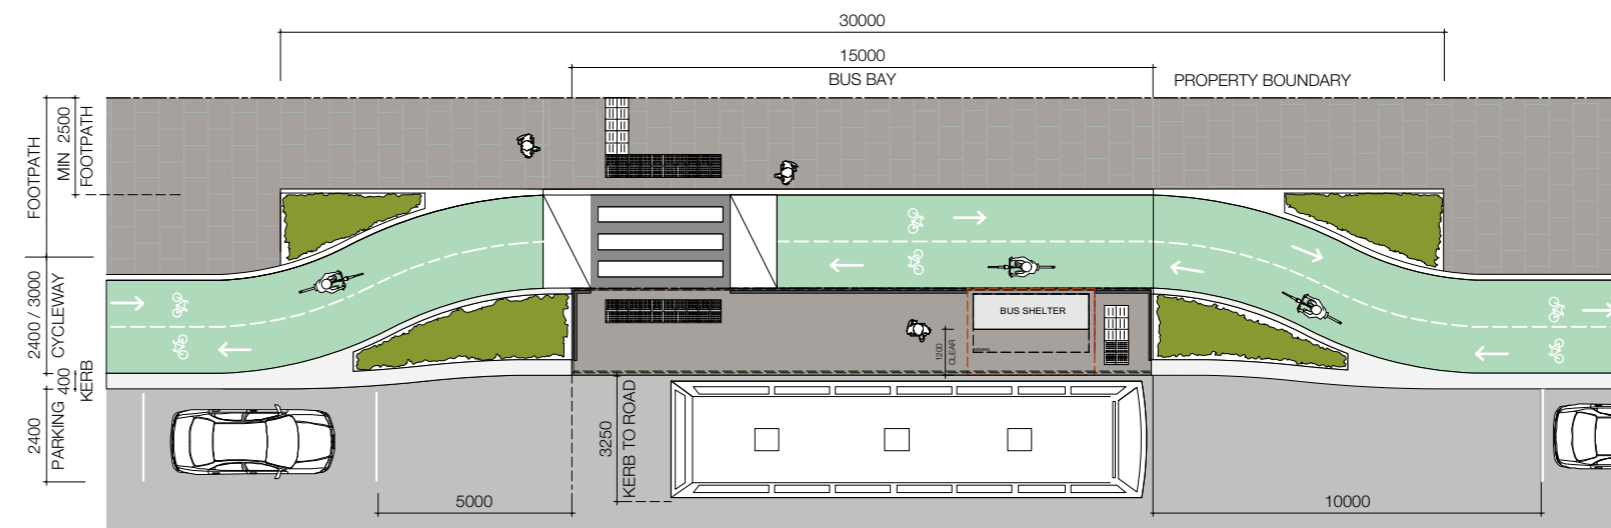 30000
15000
BUS BAY
PROPERTY BOUNDARY
FOOTPATH
MIN 2500
FOOTPATH
2400 / 3000
CYCLEWAY
400
KERB
2400
PARKING
BUS SHELTER
1200
CLEAR
3250
KERB TO ROAD
5000
10000